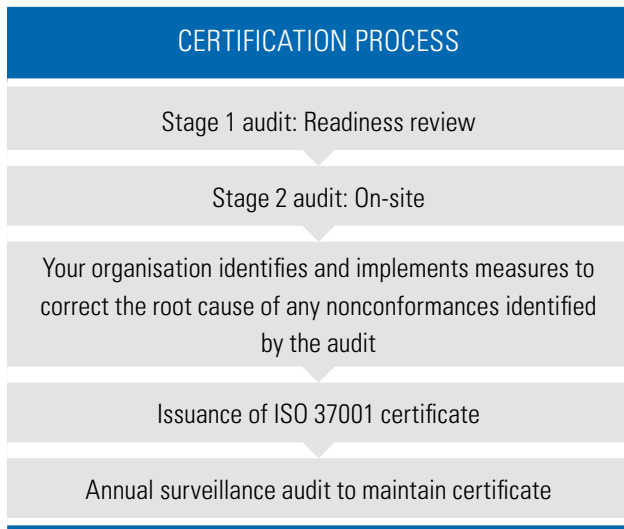 CERTIFICATION PROCESS
Stage 1 audit: Readiness review
Stage 2 audit: On-site
Your organisation identifies and implements measures to
correct the root cause of any nonconformances identified
by the audit
Issuance of ISO 37001 certificate
Annual surveillance audit to maintain certificate